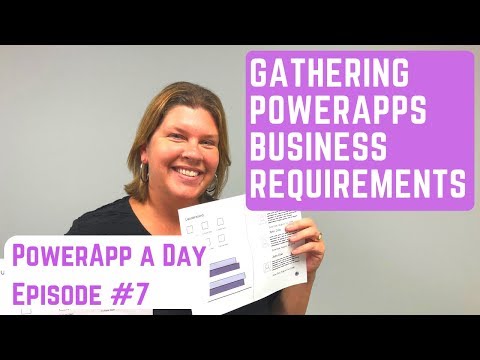 GATHERING
POWERAPPS
BUSINESS
REQUIREMENTS
POWERAPP A DAY
EPISODE #7